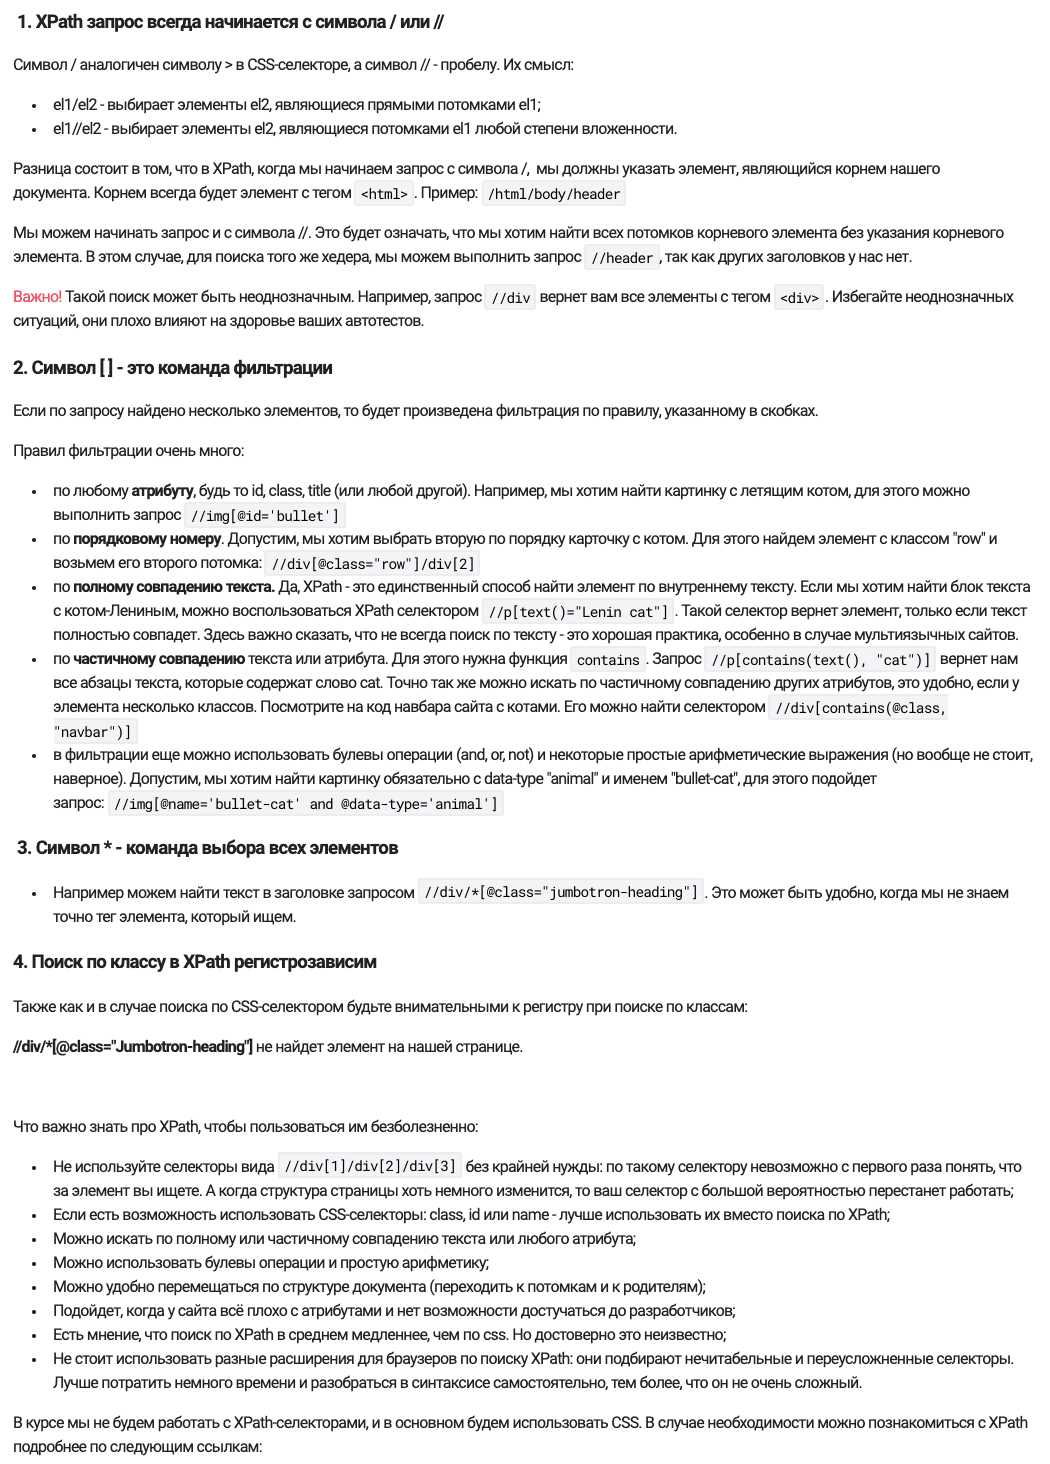 1. XPath запрос всегда начинается с символа / или //
Символ / аналогичен символу > в CSS-селекторе, а символ // - пробелу. Их смысл:
• el1/el2 - выбирает элементы el2, являющиеся прямыми потомками el1;
• el1//el2 - выбирает элементы el2, являющиеся потомками el1 любой степени вложенности.
Разница состоит в том, что в XPath, когда мы начинаем запрос с символа /,  мы должны указать элемент, являющийся корнем нашего
документа. Корнем всегда будет элемент с тегом <html> . Пример: /html/body/header
Мы можем начинать запрос и с символа //. Это будет означать, что мы хотим найти всех потомков корневого элемента без указания корневого
элемента. В этом случае, для поиска того же хедера, мы можем выполнить запрос //header , так как других заголовков у нас нет.
Важно! Такой поиск может быть неоднозначным. Например, запрос //div вернет вам все элементы с тегом <div> . Избегайте неоднозначных
ситуаций, они плохо влияют на здоровье ваших автотестов.
2. Символ [ ] - это команда фильтрации
Если по запросу найдено несколько элементов, то будет произведена фильтрация по правилу, указанному в скобках.
Правил фильтрации очень много:
• по любому атрибуту, будь то id, class, title (или любой другой). Например, мы хотим найти картинку с летящим котом, для этого можно
выполнить запрос //img[@id='bullet']
• по порядковому номеру. Допустим, мы хотим выбрать вторую по порядку карточку с котом. Для этого найдем элемент с классом "row" и
возьмем его второго потомка: //div[@class="row"]/div[2]
• по полному совпадению текста. Да, XPath - это единственный способ найти элемент по внутреннему тексту. Если мы хотим найти блок текста
с котом-Лениным, можно воспользоваться XPath селектором //p[text()="Lenin cat"] . Такой селектор вернет элемент, только если текст
полностью совпадет. Здесь важно сказать, что не всегда поиск по тексту - это хорошая практика, особенно в случае мультиязычных сайтов.
• по частичному совпадению текста или атрибута. Для этого нужна функция contains . Запрос //p[contains(text(), "cat")] вернет нам
все абзацы текста, которые содержат слово cat. Точно так же можно искать по частичному совпадению других атрибутов, это удобно, если у
элемента несколько классов. Посмотрите на код навбара сайта с котами. Его можно найти селектором //div[contains(@class,
"navbar")]
• в фильтрации еще можно использовать булевы операции (and, or, not) и некоторые простые арифметические выражения (но вообще не стоит,
наверное). Допустим, мы хотим найти картинку обязательно с data-type "animal" и именем "bullet-cat", для этого подойдет
запрос: //img[@name='bullet-cat' and @data-type='animal']
3. Символ * - команда выбора всех элементов
• Например можем найти текст в заголовке запросом //div/*[@class="jumbotron-heading"] . Это может быть удобно, когда мы не знаем
точно тег элемента, который ищем.
4. Поиск по классу в XPath регистрозависим
Также как и в случае поиска по CSS-селектором будьте внимательными к регистру при поиске по классам:
//div/*[@class="Jumbotron-heading"] не найдет элемент на нашей странице.
Что важно знать про XPath, чтобы пользоваться им безболезненно:
• Не используйте селекторы вида //div[1]/div[2]/div[3] без крайней нужды: по такому селектору невозможно с первого раза понять, что
за элемент вы ищете. А когда структура страницы хоть немного изменится, то ваш селектор с большой вероятностью перестанет работать;
• Если есть возможность использовать CSS-селекторы: class, id или name - лучше использовать их вместо поиска по XPath;
• Можно искать по полному или частичному совпадению текста или любого атрибута;
• Можно использовать булевы операции и простую арифметику;
• Можно удобно перемещаться по структуре документа (переходить к потомкам и к родителям);
• Подойдет, когда у сайта всё плохо с атрибутами и нет возможности достучаться до разработчиков;
• Есть мнение, что поиск по XPath в среднем медленнее, чем по css. Но достоверно это неизвестно;
• Не стоит использовать разные расширения для браузеров по поиску XPath: они подбирают нечитабельные и переусложненные селекторы.
Лучше потратить немного времени и разобраться в синтаксисе самостоятельно, тем более, что он не очень сложный.
В курсе мы не будем работать с XPath-селекторами, и в основном будем использовать CSS. В случае необходимости можно познакомиться с XPath
подробнее по следующим ссылкам: